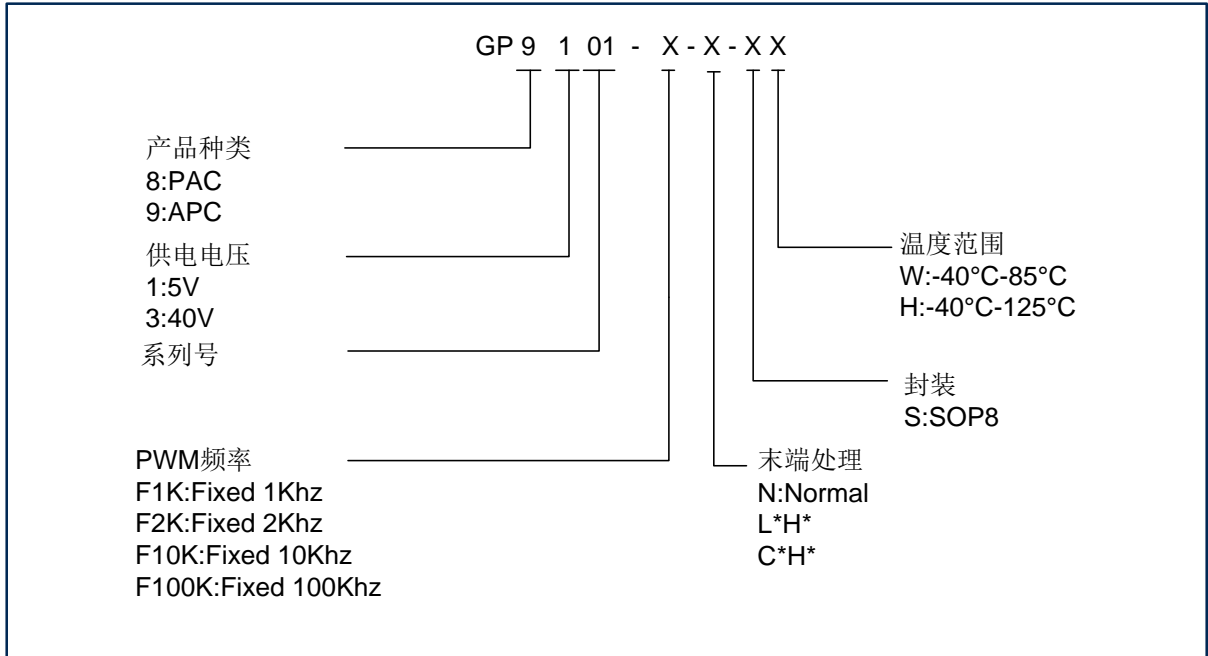 GP 9 1 01 - X - X - X X
产品种类
8:PAC
9:APC
供电电压
1:5V
3:40V
系列号
PWM频率
F1K:Fixed 1Khz
F2K:Fixed 2Khz
F10K:Fixed 10Khz
F100K:Fixed 100Khz
温度范围
W:-40°C-85°C
H:-40°C-125°C
封装
S:SOP8
末端处理
N:Normal
L*H*
C*H*